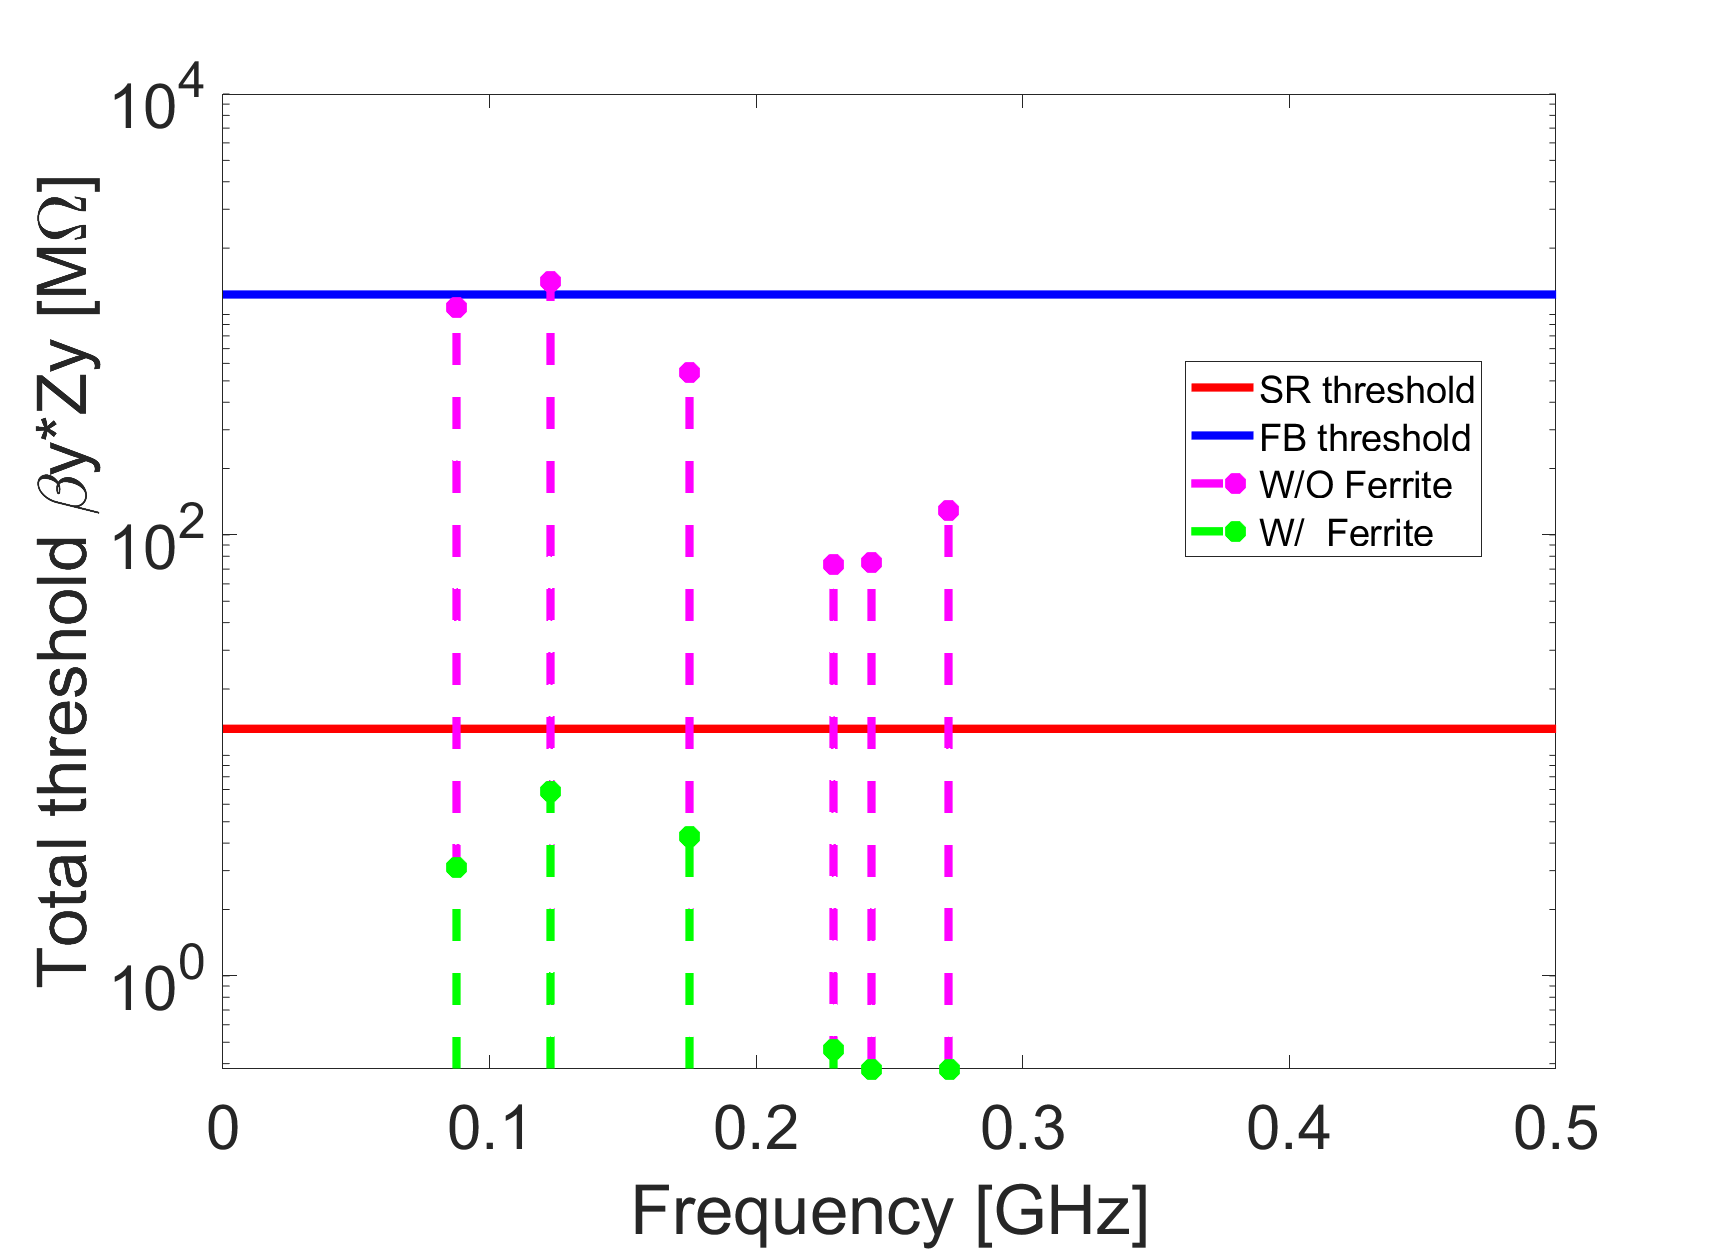 Total threshold βy*Zy [MΩ]
10^4
10^2
10^0
SR threshold
FB threshold
W/O Ferrite
W/ Ferrite
0 0.1 0.2 0.3 0.4 0.5
Frequency [GHz]